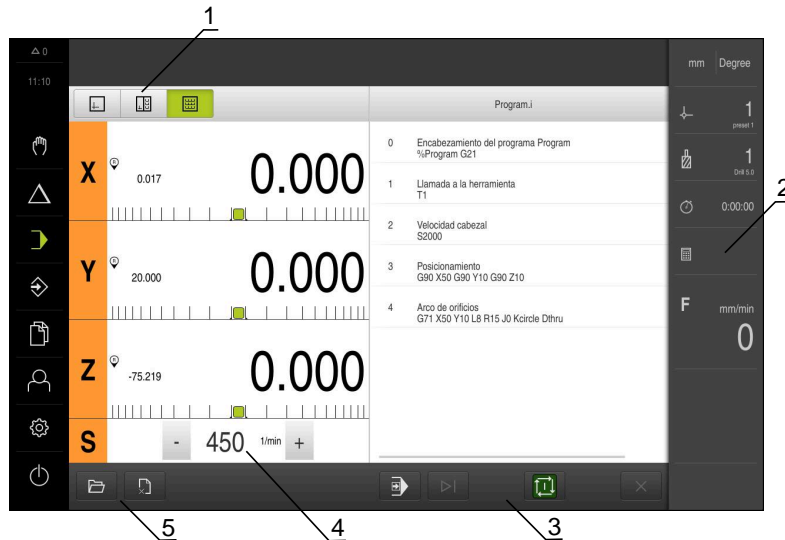 1
0
11:10
mm Degree
Program.i
1
preset 1
1
Drill 5.0
0:00:00
2
F mm/min
0
X R 0.017 0.000
Y R 20.000 0.000
Z R -75.219 0.000
S - 450 1/min +
0 Encabezamiento del programa Program
%Program G21
1 Llamada a la herramienta
T1
2 Velocidad cabezal
S2000
3 Posicionamiento
G90 X50 G90 Y10 G90 Z10
4 Arco de orificios
G71 X50 Y10 L8 R15 J0 Kcircle Dthru
5
4
3